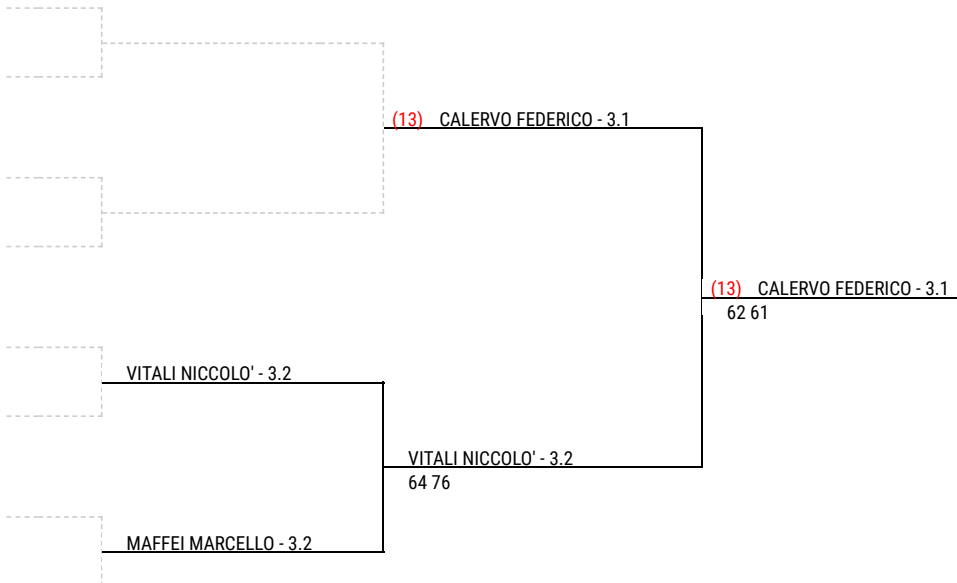 (13) CALERVO FEDERICO - 3.1
(13) CALERVO FEDERICO - 3.1
62 61
VITALI NICCOLO' - 3.2
VITALI NICCOLO' - 3.2
64 76
MAFFEI MARCELLO - 3.2